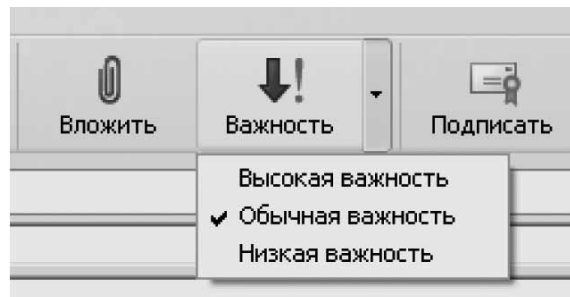 Вложить
Важность
Подписать
Высокая важность
Обычная важность
Низкая важность